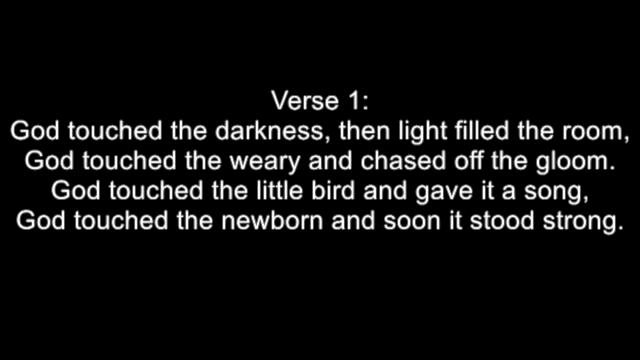 Verse 1:
God touched the darkness, then light filled the room,
God touched the weary and chased off the gloom.
God touched the little bird and gave it a song,
God touched the newborn and soon it stood strong.